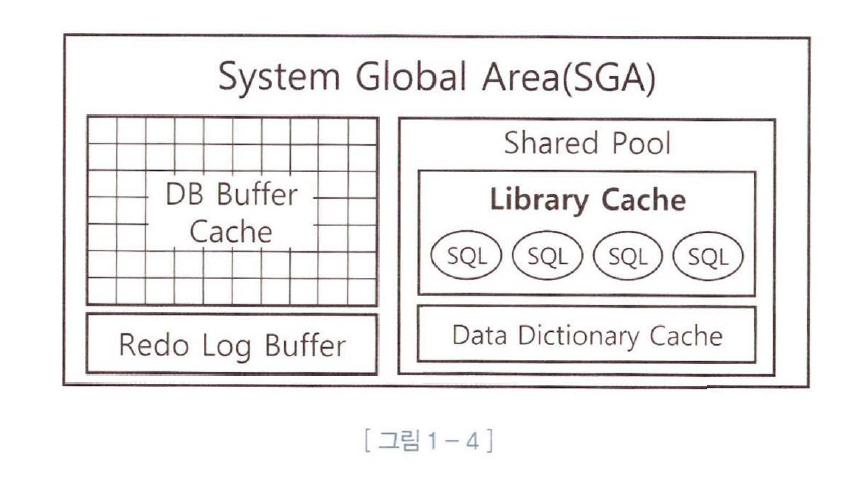 System Global Area(SGA)
DB Buffer
Cache
Redo Log Buffer
Shared Pool
Library Cache
SQL SQL SQL SQL
Data Dictionary Cache
[ 그림 1 - 4 ]